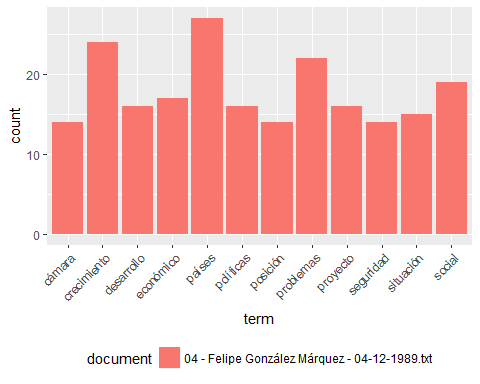 count
20
10
0
cámara
crecimiento
desarrollo
económico
países
políticas
posición
problemas
proyecto
seguridad
situación
social
term
document 04 - Felipe González Márquez - 04-12-1989.txt